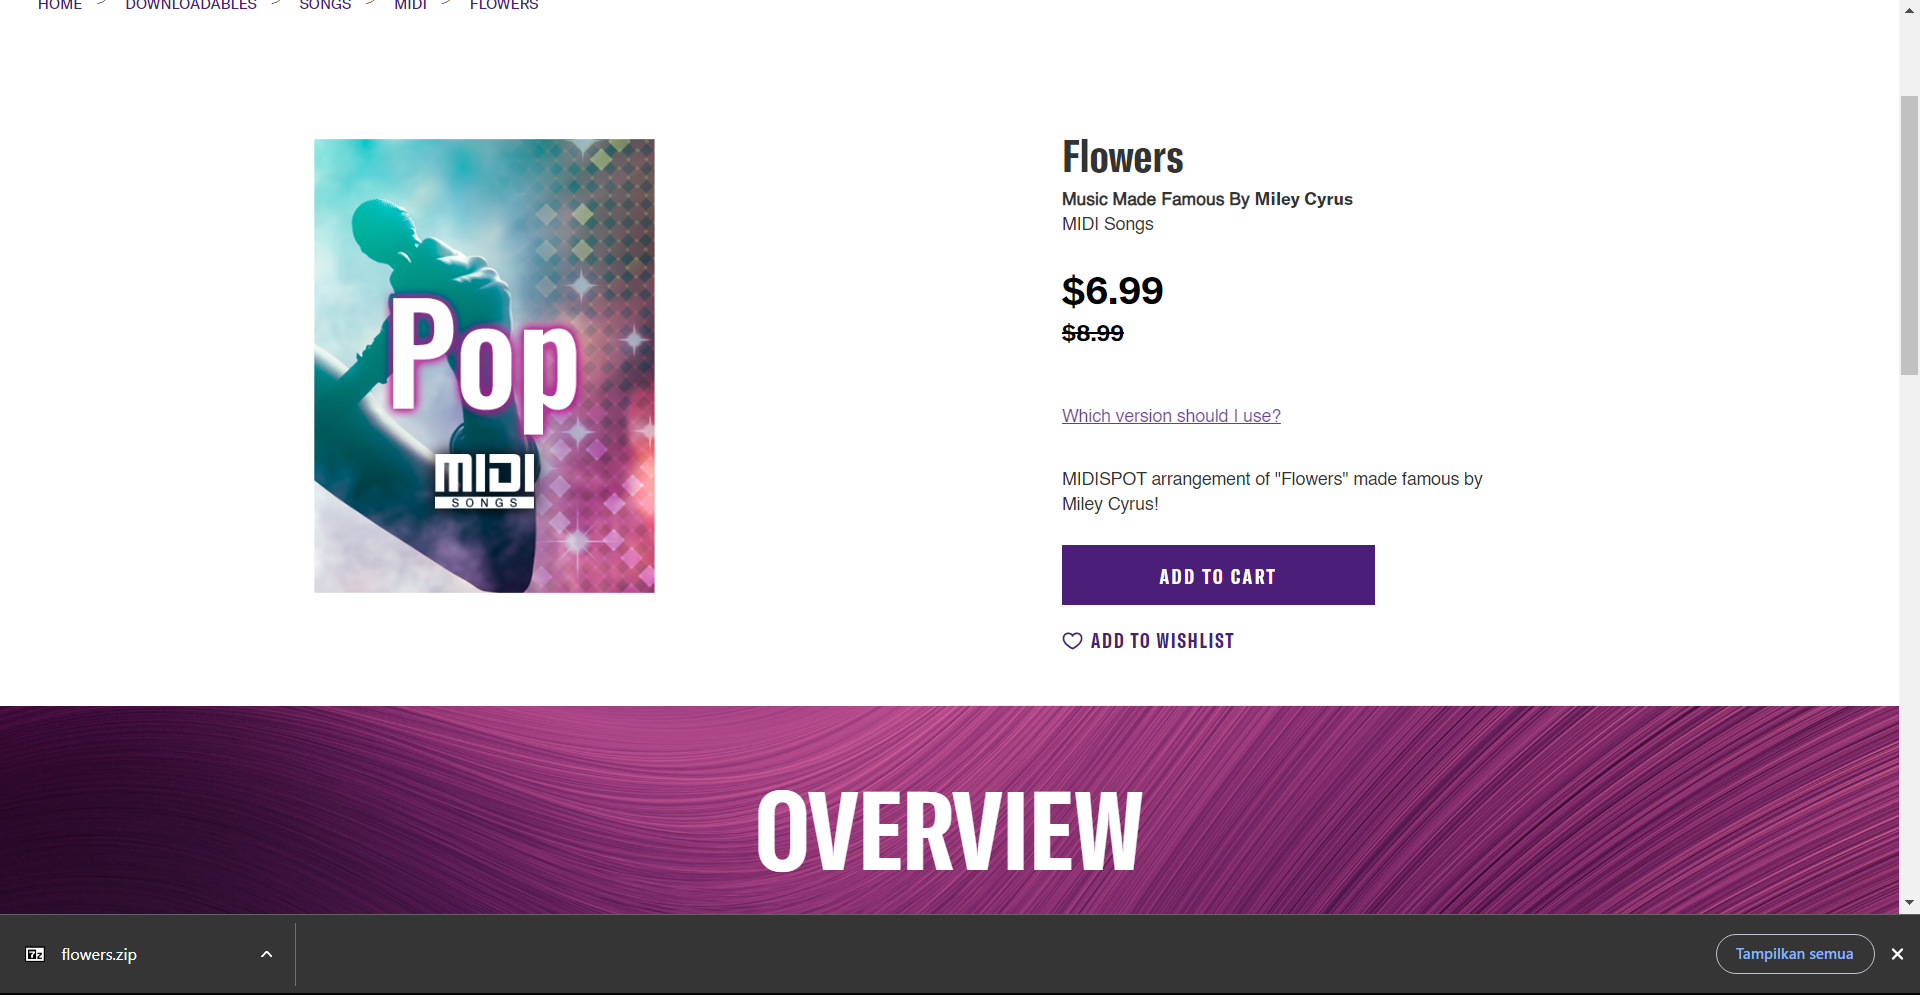 HOME > DOWNLOADABLES > SONGS > MIDI > FLOWERS
Pop
MIDI
SONGS
Flowers
Music Made Famous By Miley Cyrus
MIDI Songs
$6.99
$8.99
Which version should I use?
MIDISPOT arrangement of "Flowers" made famous by
Miley Cyrus!
ADD TO CART
ADD TO WISHLIST
OVERVIEW
7z flowers.zip
Tampilkan semua